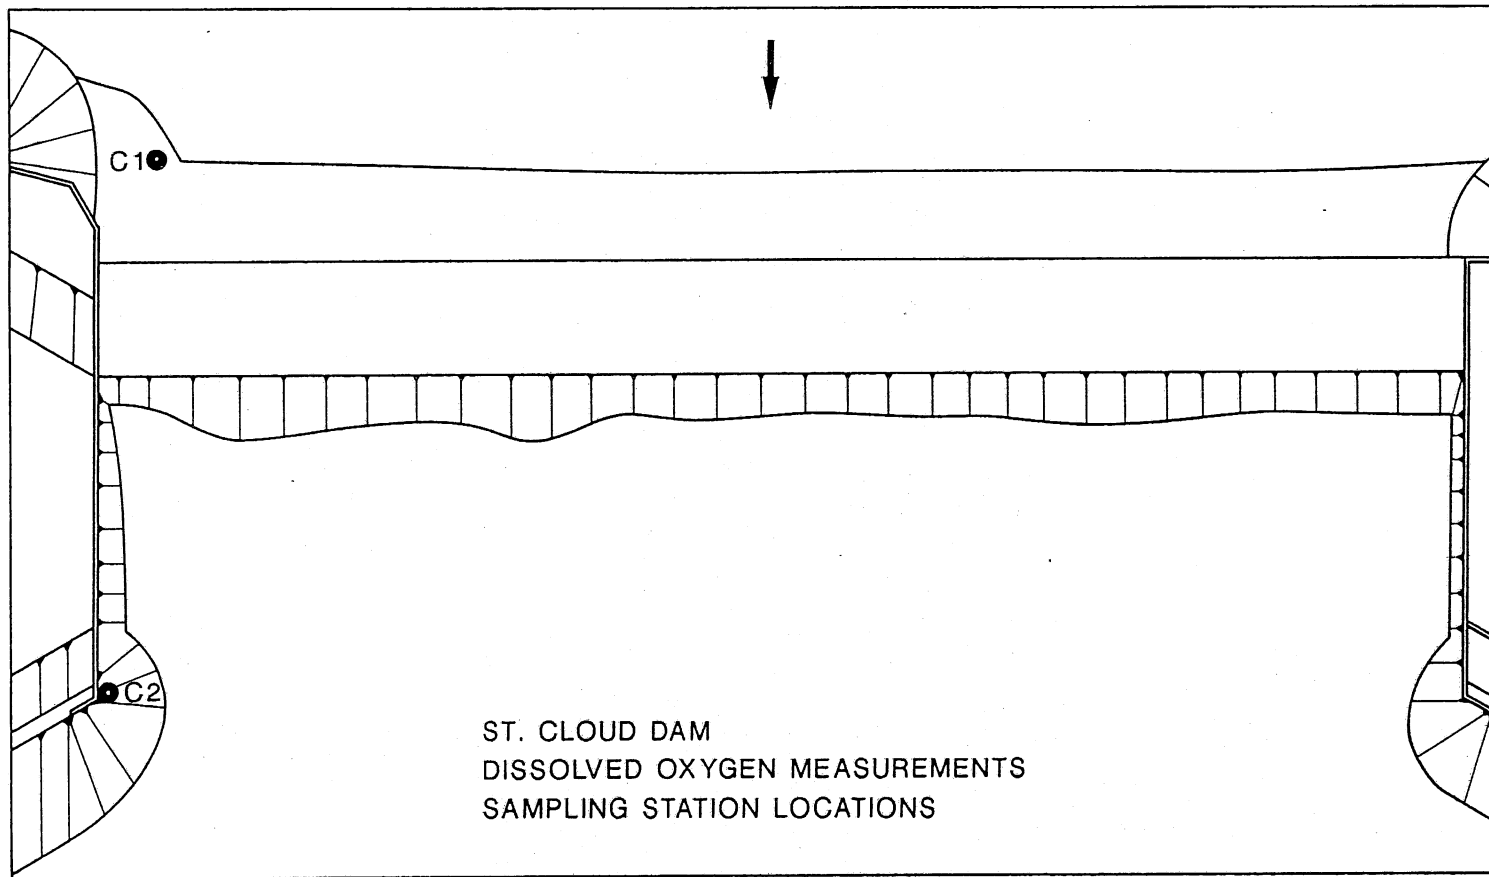 C1
C2
ST. CLOUD DAM
DISSOLVED OXYGEN MEASUREMENTS
SAMPLING STATION LOCATIONS